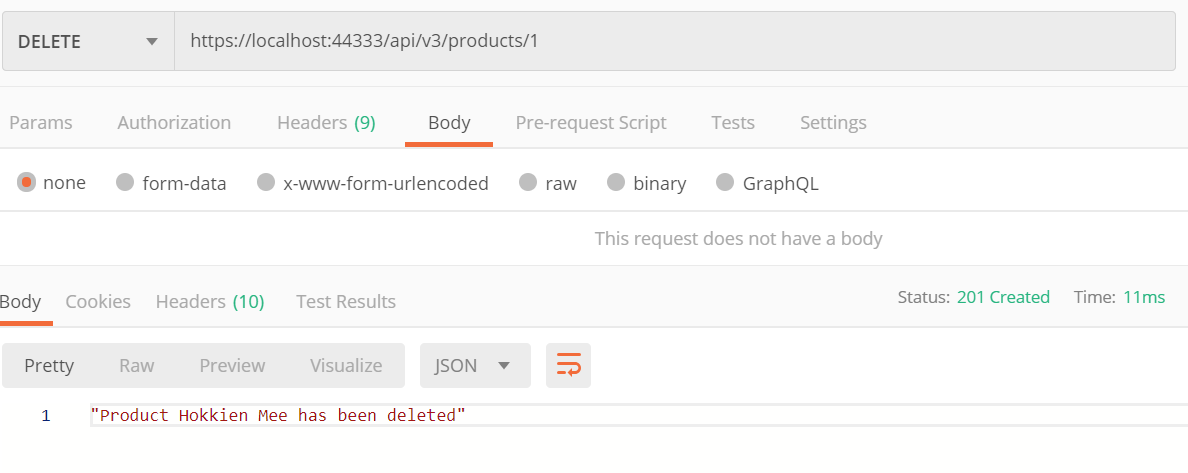 DELETE https://localhost:44333/api/v3/products/1
Params Authorization Headers (9) Body Pre-request Script Tests Settings
none form-data x-www-form-urlencoded raw binary GraphQL
This request does not have a body
Body Cookies Headers (10) Test Results Status: 201 Created Time: 11ms
Pretty Raw Preview Visualize JSON
1 "Product Hokkien Mee has been deleted"